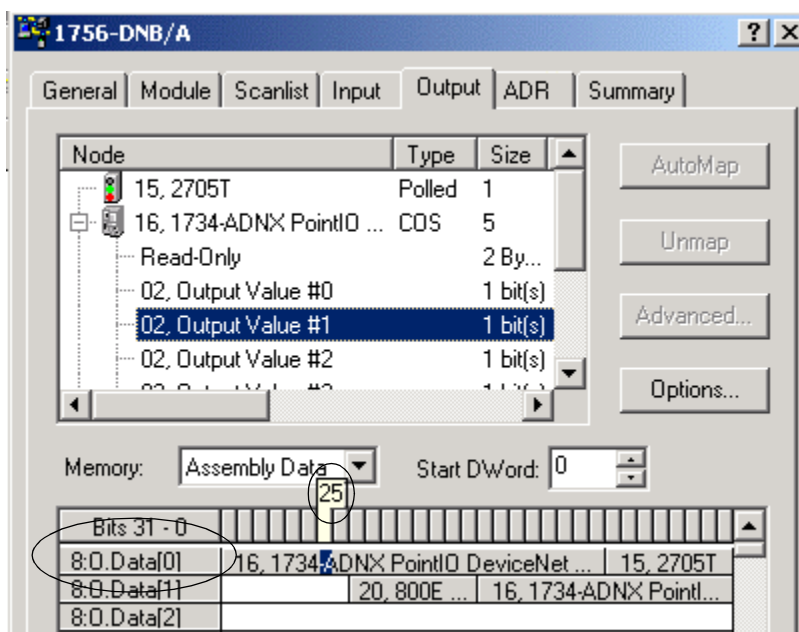 1756-DNB/A
General Module Scanlist Input Output ADR Summary
Node Type Size
AutoMap
15, 2705T Polled 1
16, 1734-ADNX PointIO ... COS 5
Unmap
Read-Only 2 By...
02, Output Value #0 1 bit(s)
Advanced...
02, Output Value #1 1 bit(s)
02, Output Value #2 1 bit(s)
Options...
Memory: Assembly Data Start DWord: 0
25
Bits 31 - 0
8:O.Data[0] 16, 1734-ADNX PointIO DeviceNet ... 15, 2705T
8:O.Data[1] 20, 800E ... 16, 1734-ADNX PointI...
8:O.Data[2]